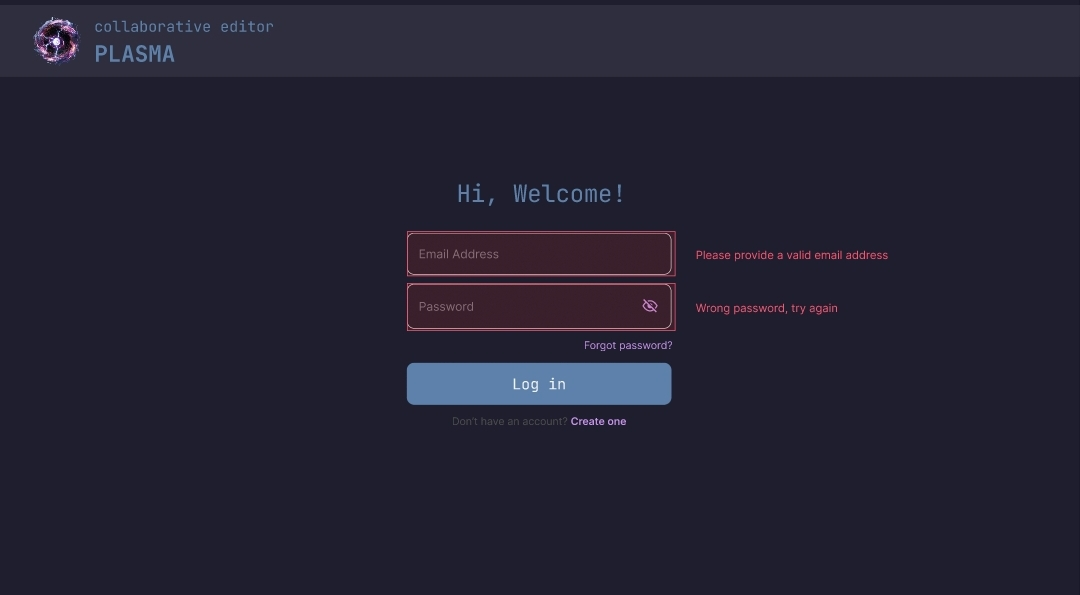 collaborative editor
PLASMA
Hi, Welcome!
Email Address
Please provide a valid email address
Password
Wrong password, try again
Forgot password?
Log in
Don't have an account? Create one